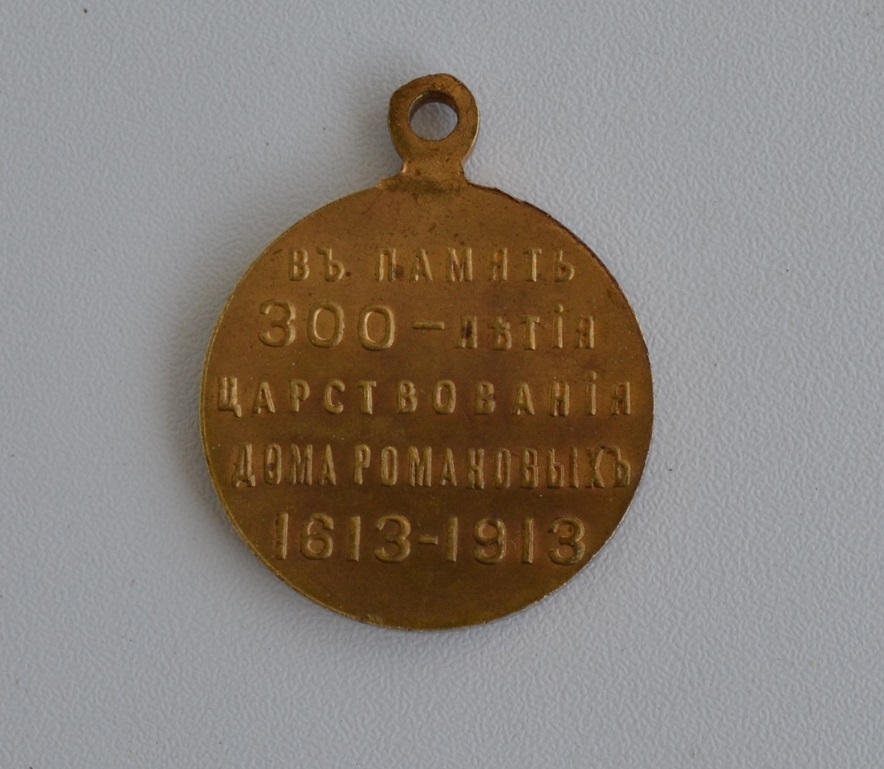 ВЪ ПАМЯТЬ
300-ЛѢТІЯ
ЦАРСТВОВАНІЯ
ДОМА РОМАНОВЫХЪ
1613-1913